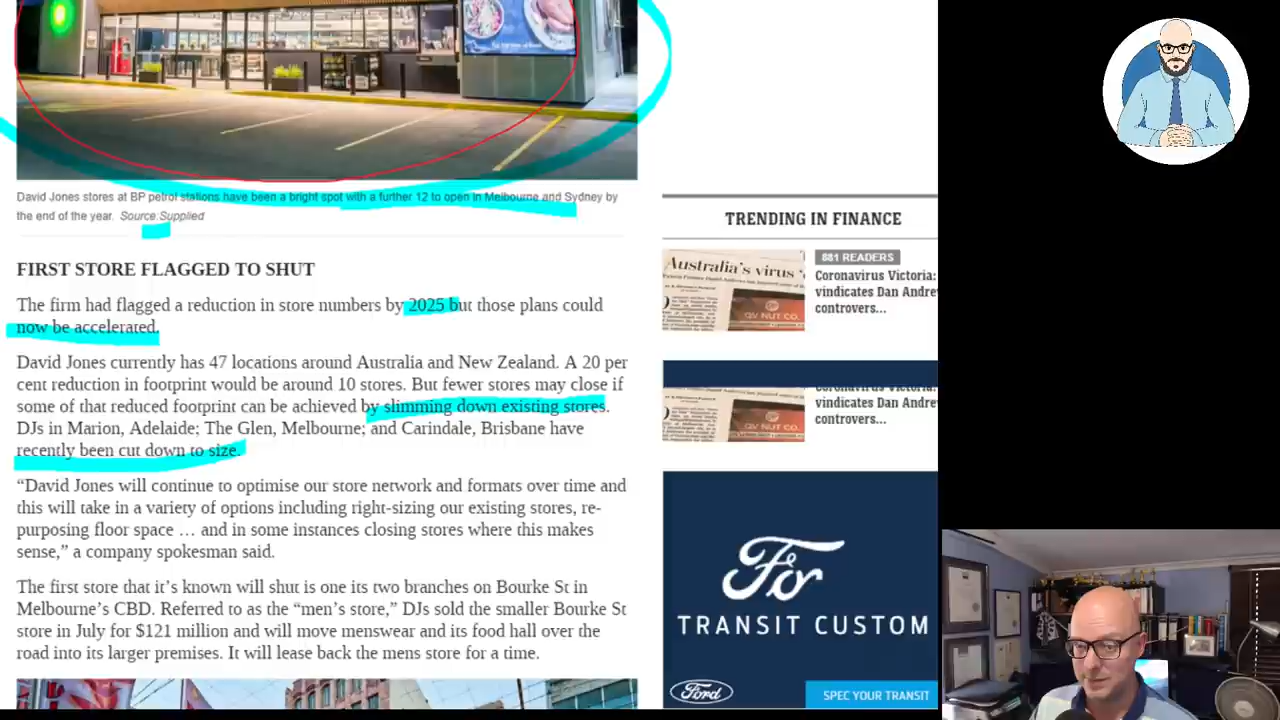 David Jones stores at BP petrol stations have been a bright spot with a further 12 to open in Melbourne and Sydney by
the end of the year. Source:Supplied
FIRST STORE FLAGGED TO SHUT
The firm had flagged a reduction in store numbers by 2025 but those plans could
now be accelerated.
David Jones currently has 47 locations around Australia and New Zealand. A 20 per
cent reduction in footprint would be around 10 stores. But fewer stores may close if
some of that reduced footprint can be achieved by slimming down existing stores.
DJs in Marion, Adelaide; The Glen, Melbourne; and Carindale, Brisbane have
recently been cut down to size.
“David Jones will continue to optimise our store network and formats over time and
this will take in a variety of options including right-sizing our existing stores, re-
purposing floor space … and in some instances closing stores where this makes
sense,” a company spokesman said.
The first store that it’s known will shut is one its two branches on Bourke St in
Melbourne’s CBD. Referred to as the “men’s store,” DJs sold the smaller Bourke St
store in July for $121 million and will move menswear and its food hall over the
road into its larger premises. It will lease back the mens store for a time.
TRENDING IN FINANCE
Australia's virus
QV NUT CO.
881 READERS
Coronavirus Victoria:
vindicates Dan Andre
controvers...
QV NUT CO.
Coronavirus Victoria:
vindicates Dan Andre
controvers...
Fo
TRANSIT CUSTOM
Ford
SPEC YOUR TRANSIT